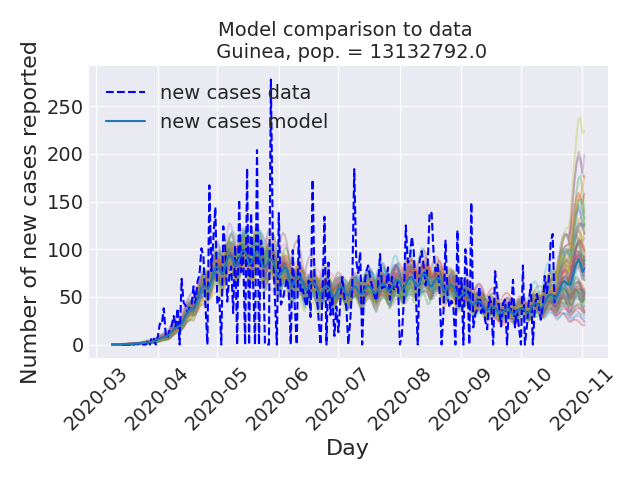 Model comparison to data
Guinea, pop. = 13132792.0
Number of new cases reported
250
200
150
100
50
0
new cases data
new cases model
2020-03
2020-04
2020-05
2020-06
2020-07
2020-08
2020-09
2020-10
2020-11
Day